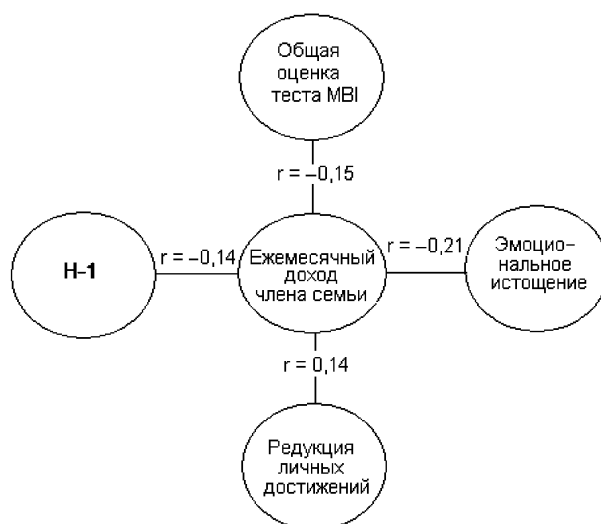 Общая
оценка
теста MBI
r = –0,15
Н–1
r = –0,14
Ежемесячный
доход
члена семьи
r = –0,21
Эмоцио–
нальное
истощение
r = 0,14
Редукция
личных
достижений